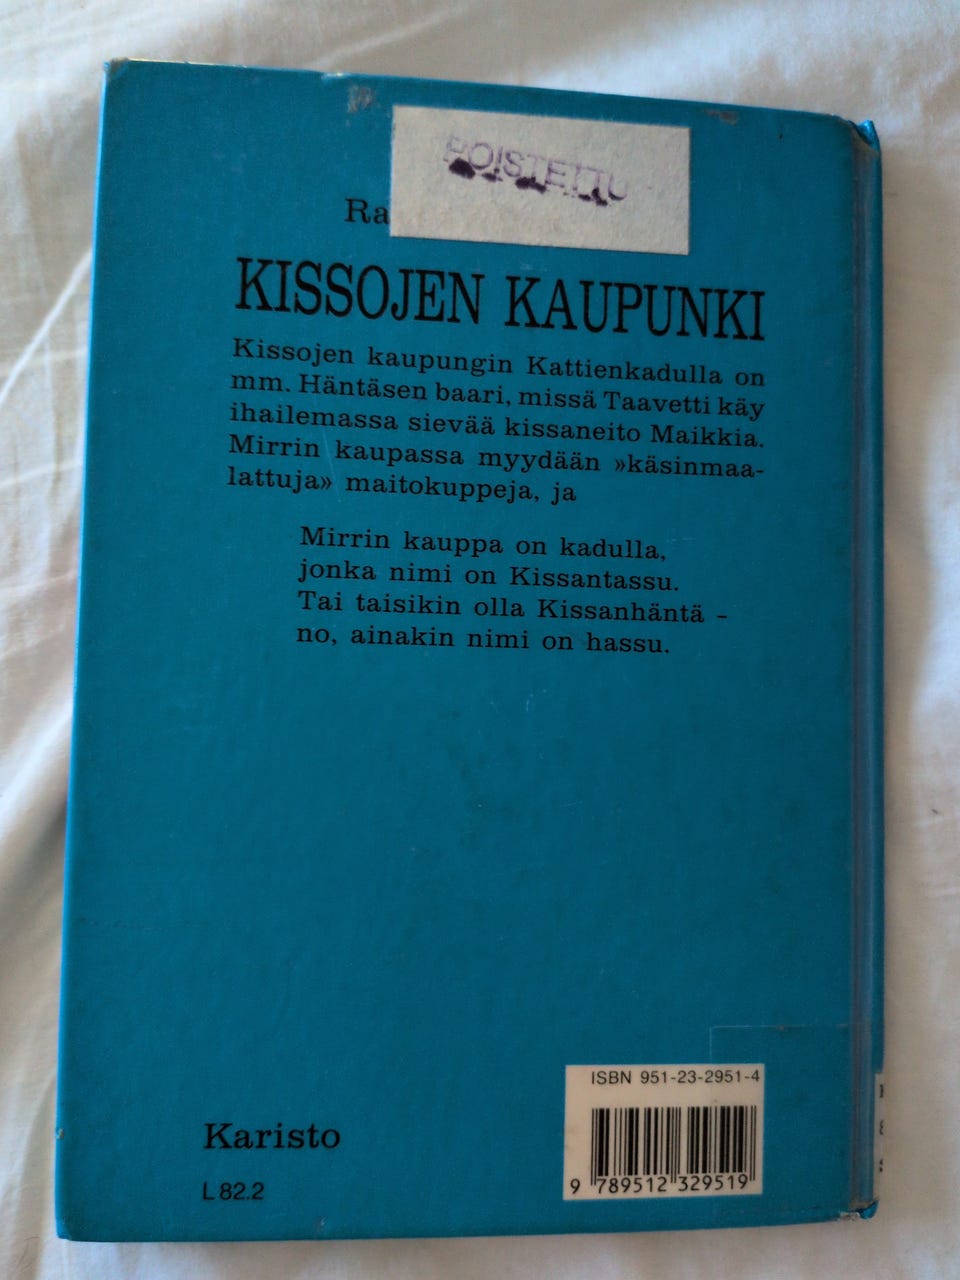 POISTETTU
Ra
KISSOJEN KAUPUNKI
Kissojen kaupungin Kattienkadulla on
mm. Häntäsen baari, missä Taavetti käy
ihailemassa sievää kissaneito Maikkia.
Mirrin kaupassa myydään »käsinmaa-
lattuja» maitokuppeja, ja
Mirrin kauppa on kadulla,
jonka nimi on Kissantassu.
Tai taisikin olla Kissanhäntä –
no, ainakin nimi on hassu.
ISBN 951-23-2951-4
9 789512 329519
Karisto
L 82.2